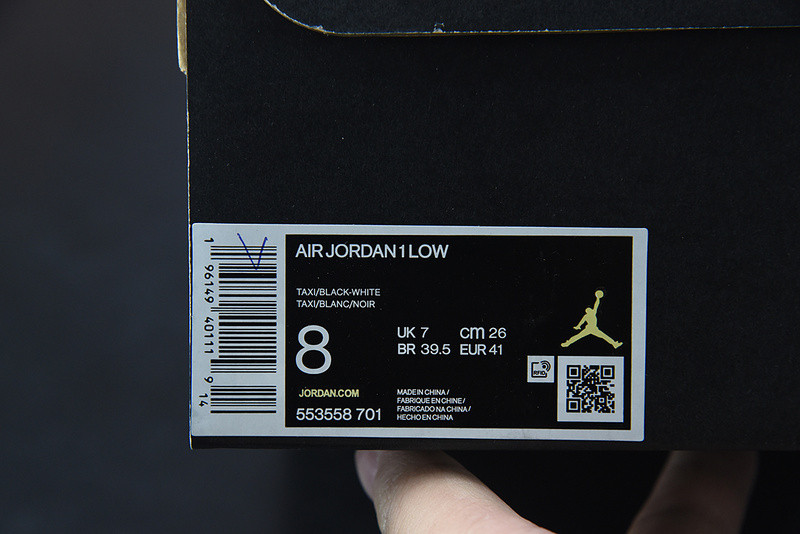 AIR JORDAN 1 LOW
TAXI/BLACK-WHITE
TAXI/BLANC/NOIR
8
UK 7 cm 26
BR 39.5 EUR 41
RFID
JORDAN.COM
553558 701
MADE IN CHINA /
FABRIQUE EN CHINE /
FABRICADO NA CHINA /
HECHO EN CHINA
1 96149 40111 9 14